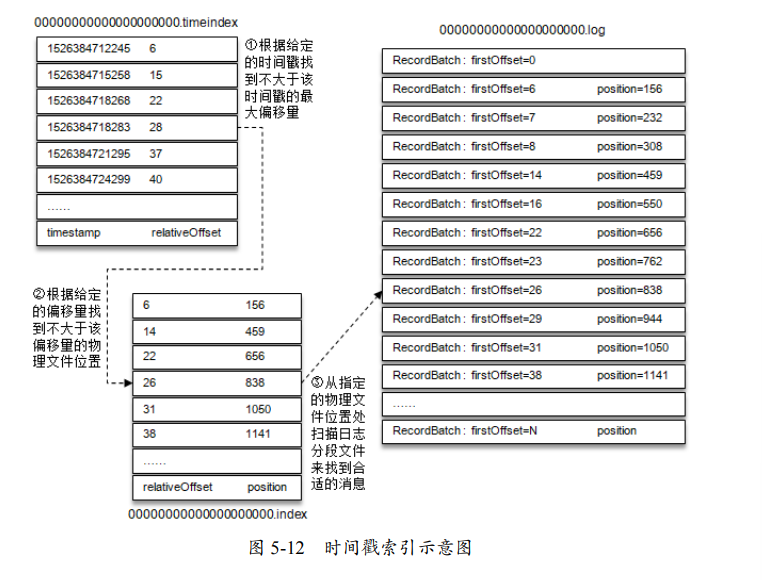 00000000000000000000.timeindex
1526384712245 6
1526384715258 15
1526384718268 22
1526384718283 28
1526384721295 37
1526384724299 40
......
timestamp relativeOffset
①根据给定
的时间戳找
到不大于该
时间戳的最
大偏移量
00000000000000000000.log
RecordBatch: firstOffset=0
RecordBatch: firstOffset=6 position=156
RecordBatch: firstOffset=7 position=232
RecordBatch: firstOffset=8 position=308
RecordBatch: firstOffset=14 position=459
RecordBatch: firstOffset=16 position=550
RecordBatch: firstOffset=22 position=656
RecordBatch: firstOffset=23 position=762
RecordBatch: firstOffset=26 position=838
RecordBatch: firstOffset=29 position=944
RecordBatch: firstOffset=31 position=1050
RecordBatch: firstOffset=38 position=1141
......
RecordBatch: firstOffset=N position
②根据给定
的偏移量找
到不大于该
偏移量的物
理文件位置
6 156
14 459
22 656
26 838
31 1050
38 1141
......
relativeOffset position
00000000000000000000.index
③从指定
的物理文
件位置处
扫描日志
分段文件
来找到合
适的消息
图 5-12 时间戳索引示意图